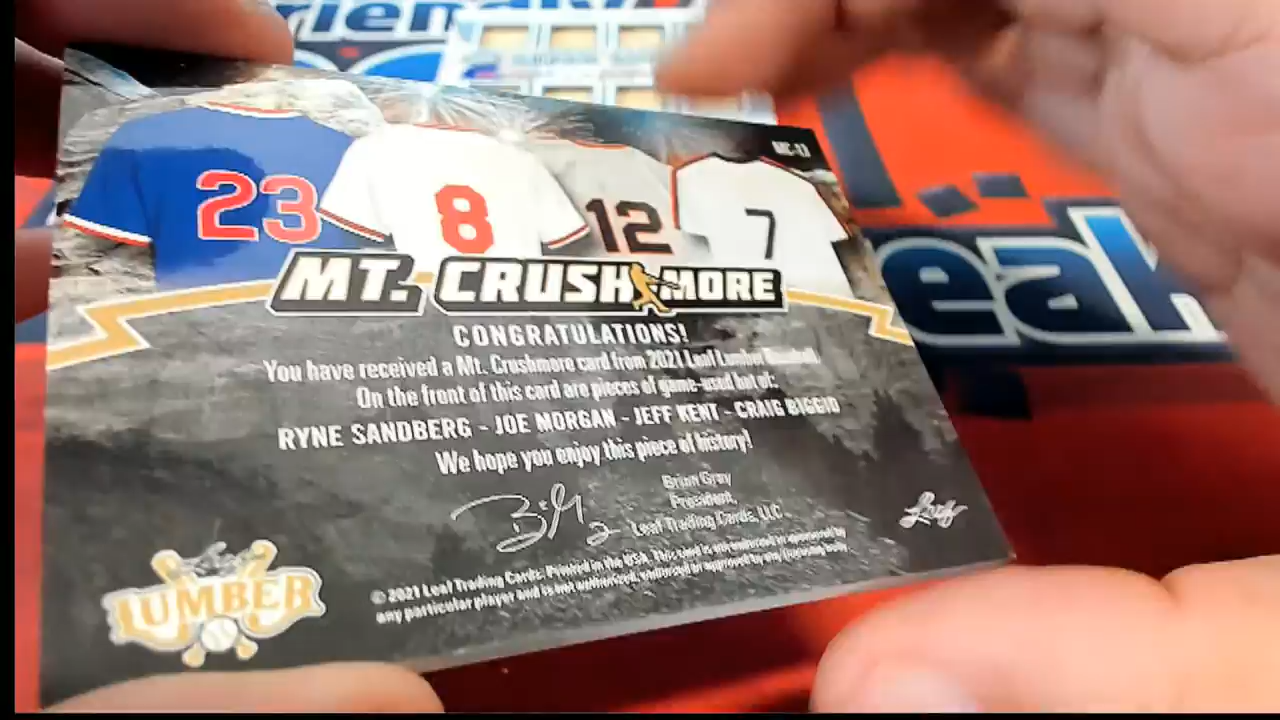 riendly
eak
MC-17
23
8
12
7
MT. CRUSHMORE
CONGRATULATIONS!
You have received a Mt. Crushmore card from 2021 Leaf Lumber Baseball.
On the front of this card are pieces of game-used bat of:
RYNE SANDBERG - JOE MORGAN - JEFF KENT - CRAIG BIGGIO
We hope you enjoy this piece of history!
Brian Gray
President,
Leaf Trading Cards, LLC
Leaf
LUMBER
© 2021 Leaf Trading Cards. Printed in the USA. This card is not endorsed or sponsored by
any particular player and is not authorized, endorsed or approved by any licensing body